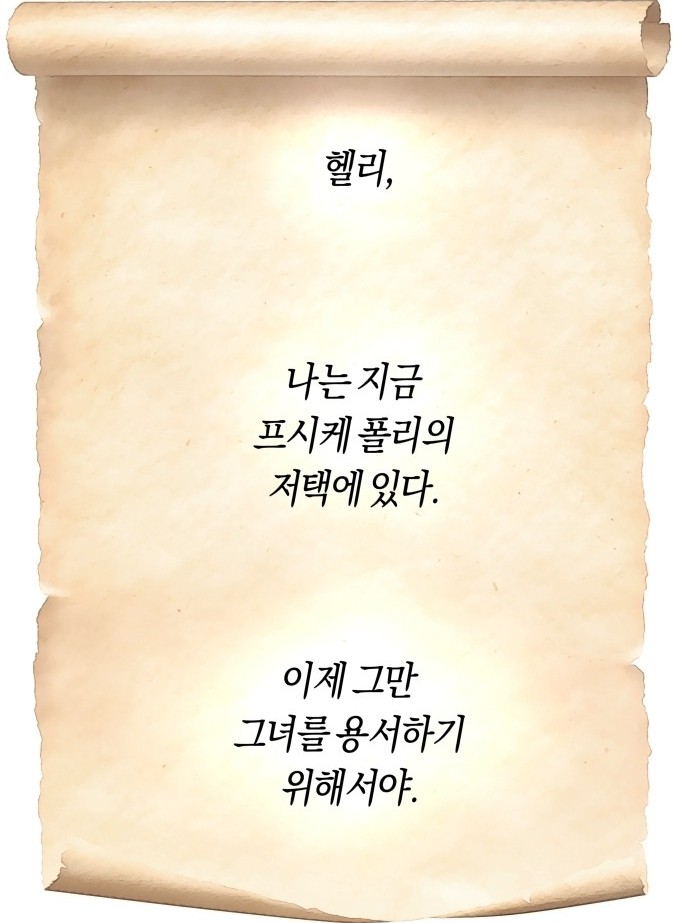 헬리,
나는 지금
프시케 폴리의
저택에 있다.
이제 그만
그녀를 용서하기
위해서야.